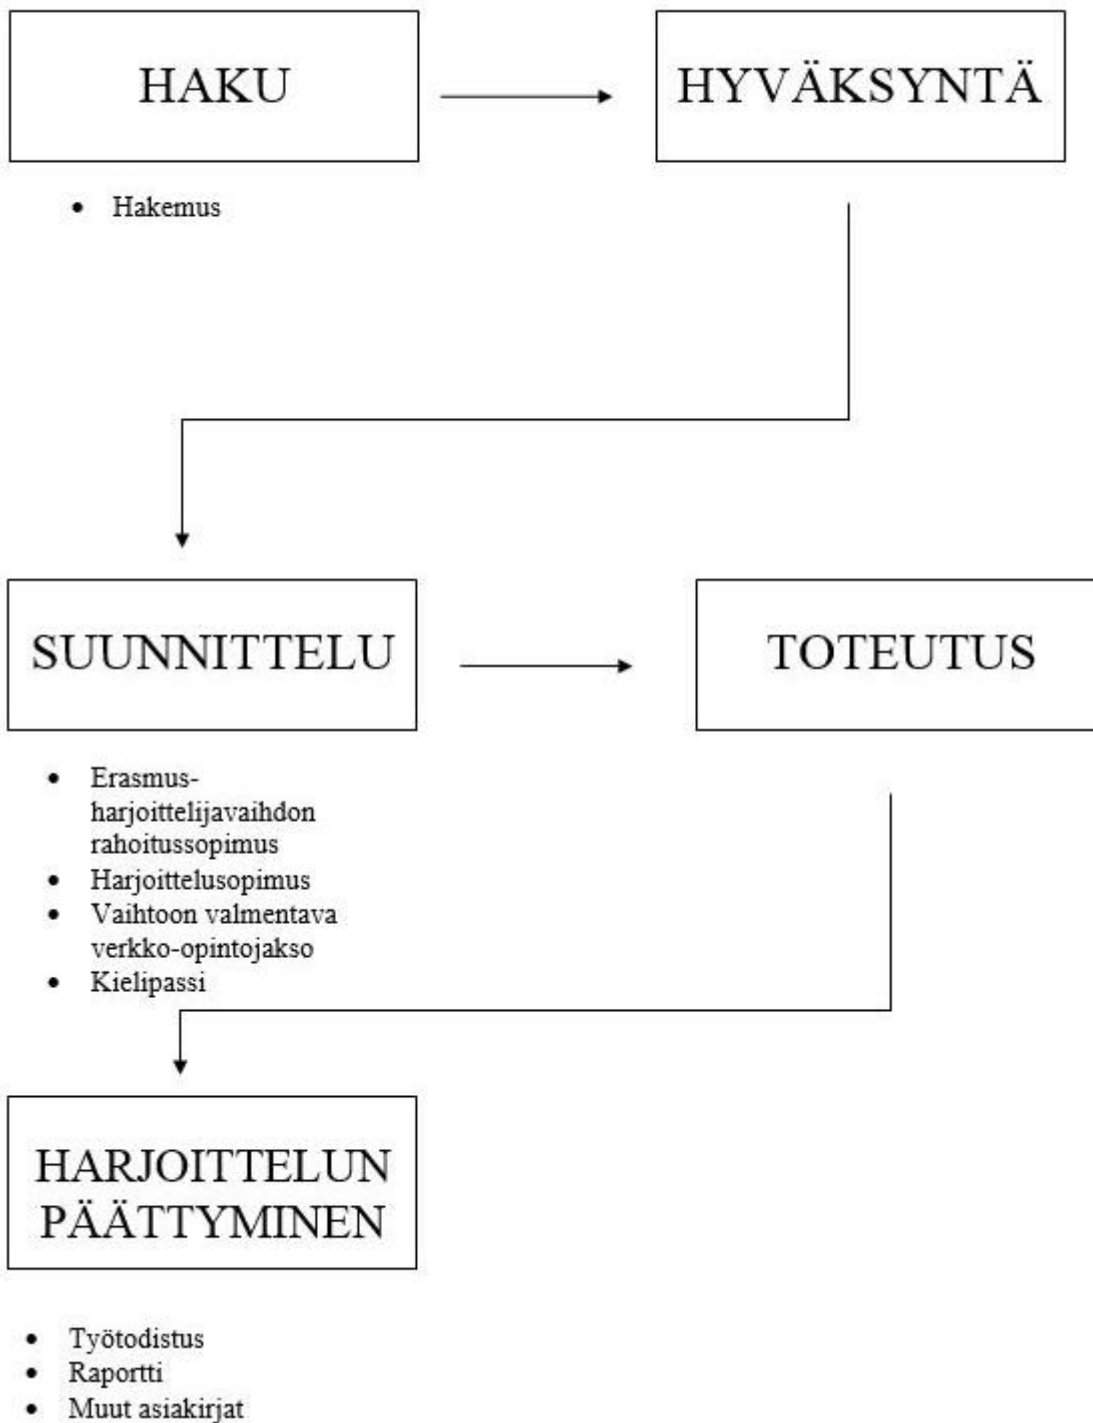 HAKU
HYVÄKSYNTÄ
• Hakemus
SUUNNITTELU
TOTEUTUS
• Erasmus-
harjoittelijavaihdon
rahoitussopimus
• Harjoittelusopimus
• Vaihtoon valmentava
verkko-opintojakso
• Kielipassi
HARJOITTELUN
PÄÄTTYMINEN
• Työtodistus
• Raportti
• Muut asiakirjat